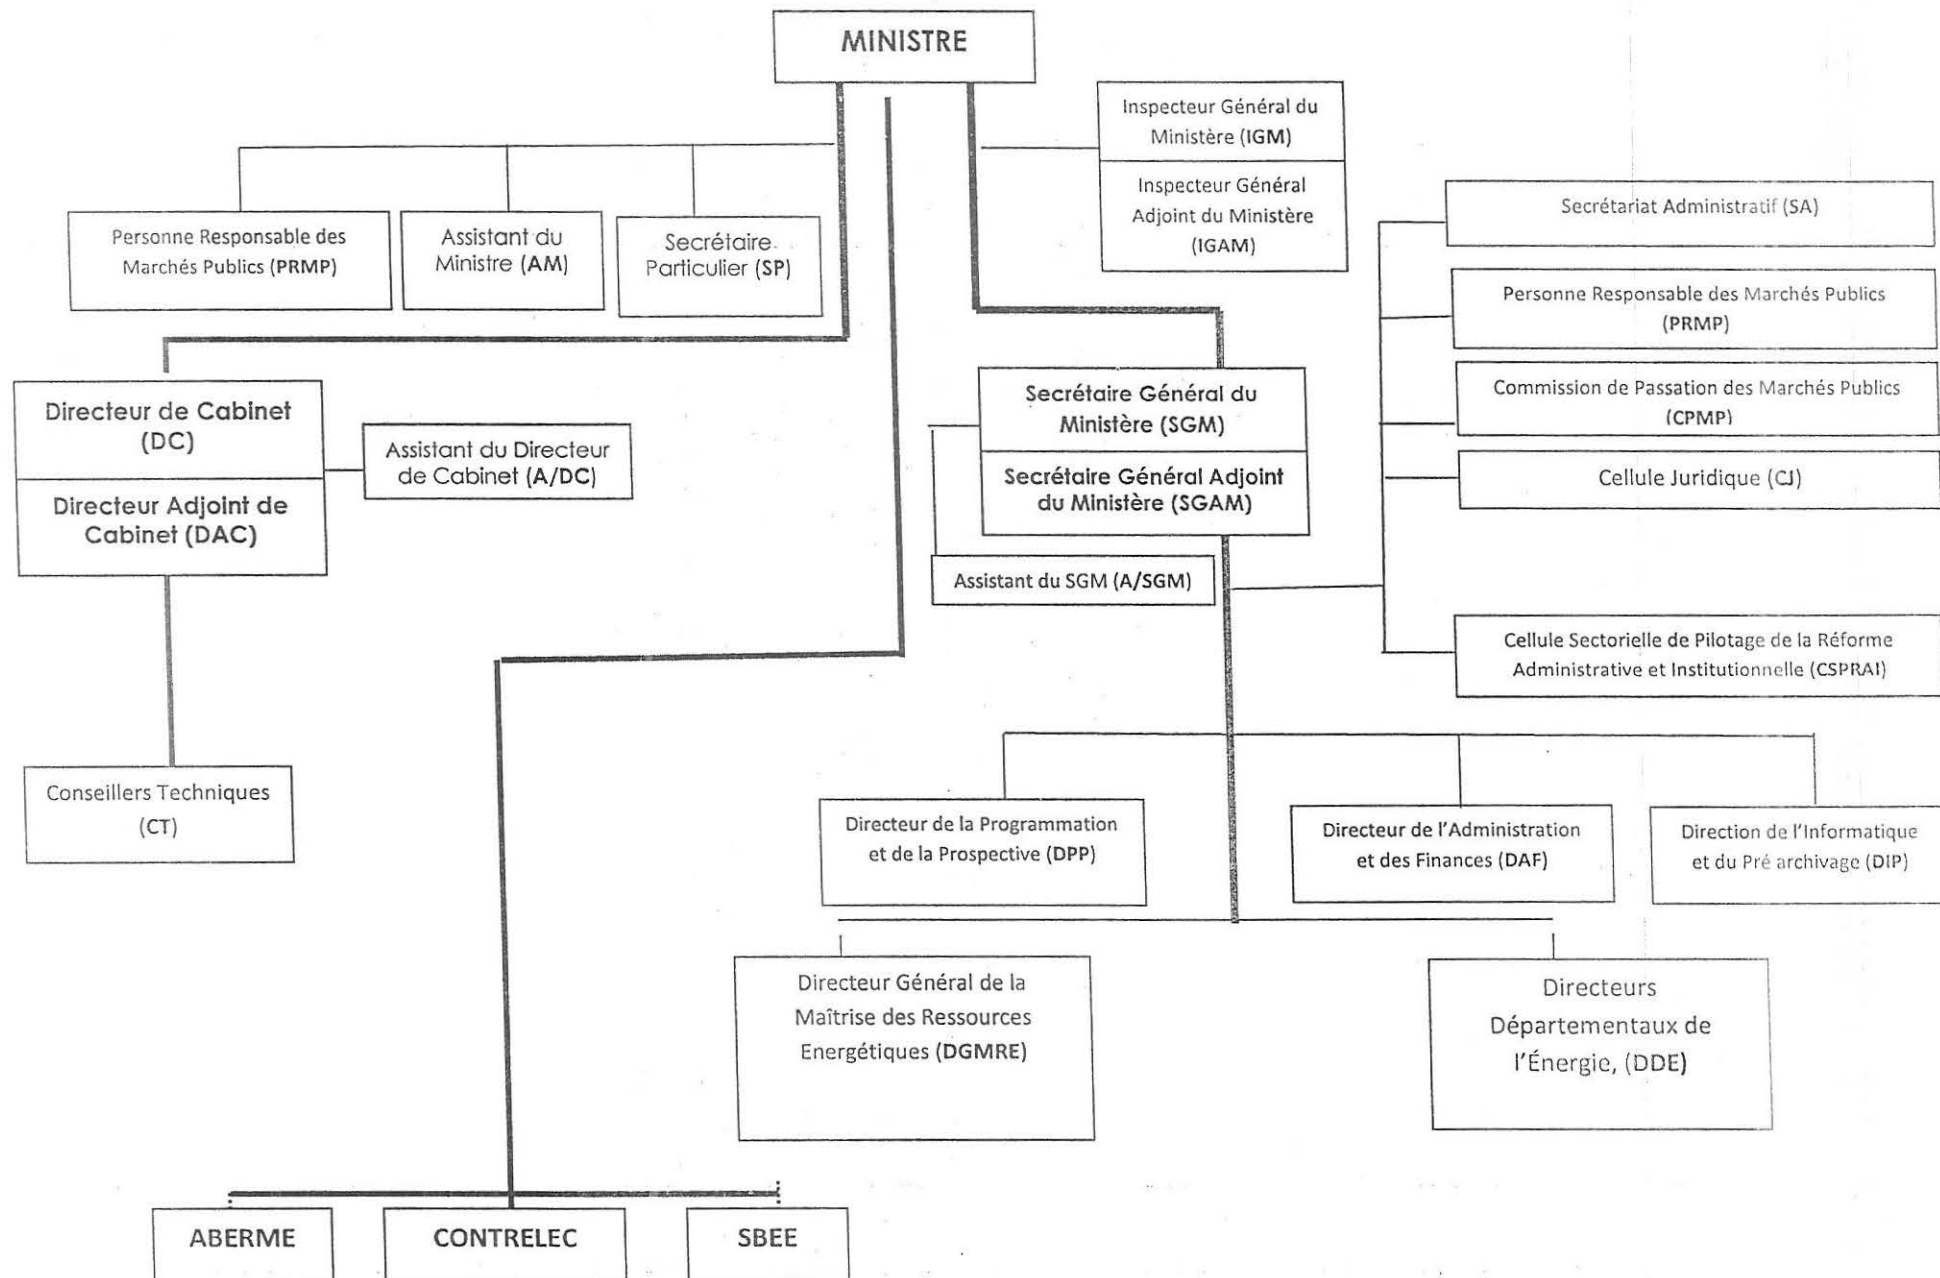 MINISTRE
Inspecteur Général du
Ministère (IGM)
Inspecteur Général
Adjoint du Ministère
(IGAM)
Personne Responsable des
Marchés Publics (PRMP)
Assistant du
Ministre (AM)
Secrétaire
Particulier (SP)
Secrétariat Administratif (SA)
Personne Responsable des Marchés Publics
(PRMP)
Commission de Passation des Marchés Publics
(CPMP)
Cellule Juridique (CJ)
Cellule Sectorielle de Pilotage de la Réforme
Administrative et Institutionnelle (CSPRAI)
Directeur de Cabinet
(DC)
Directeur Adjoint de
Cabinet (DAC)
Assistant du Directeur
de Cabinet (A/DC)
Secrétaire Général du
Ministère (SGM)
Secrétaire Général Adjoint
du Ministère (SGAM)
Assistant du SGM (A/SGM)
Conseillers Techniques
(CT)
Directeur de la Programmation
et de la Prospective (DPP)
Directeur de l'Administration
et des Finances (DAF)
Direction de l'Informatique
et du Pré archivage (DIP)
Directeur Général de la
Maîtrise des Ressources
Energétiques (DGMRE)
Directeurs
Départementaux de
l'Énergie, (DDE)
ABERME
CONTRELEC
SBEE